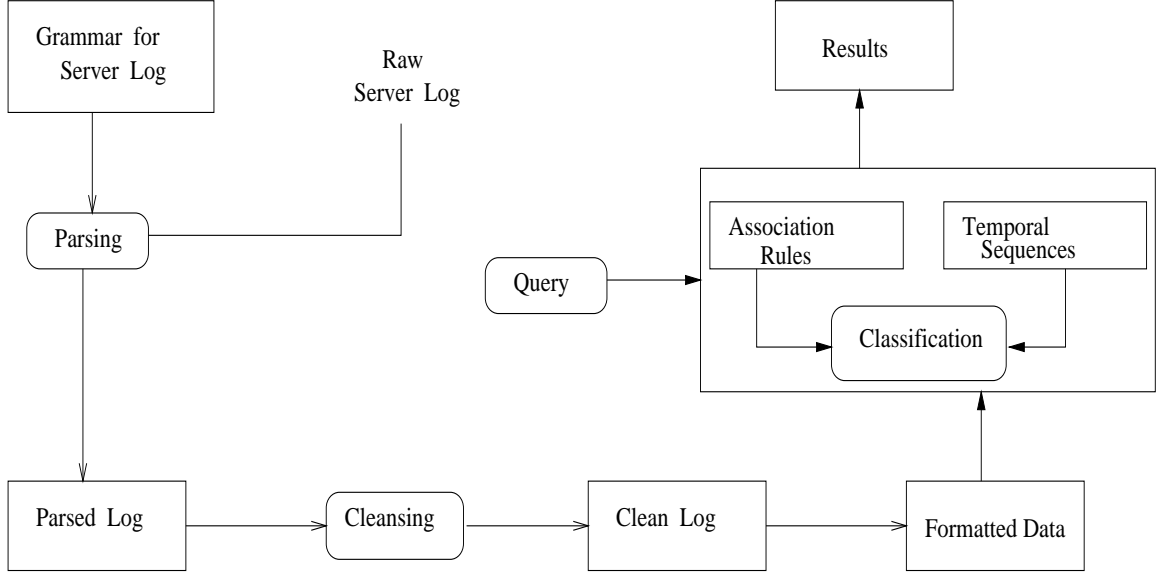 Grammar for
Server Log
Raw
Server Log
Results
Parsing
Association
Rules
Temporal
Sequences
Query
Classification
Parsed Log
Cleansing
Clean Log
Formatted Data